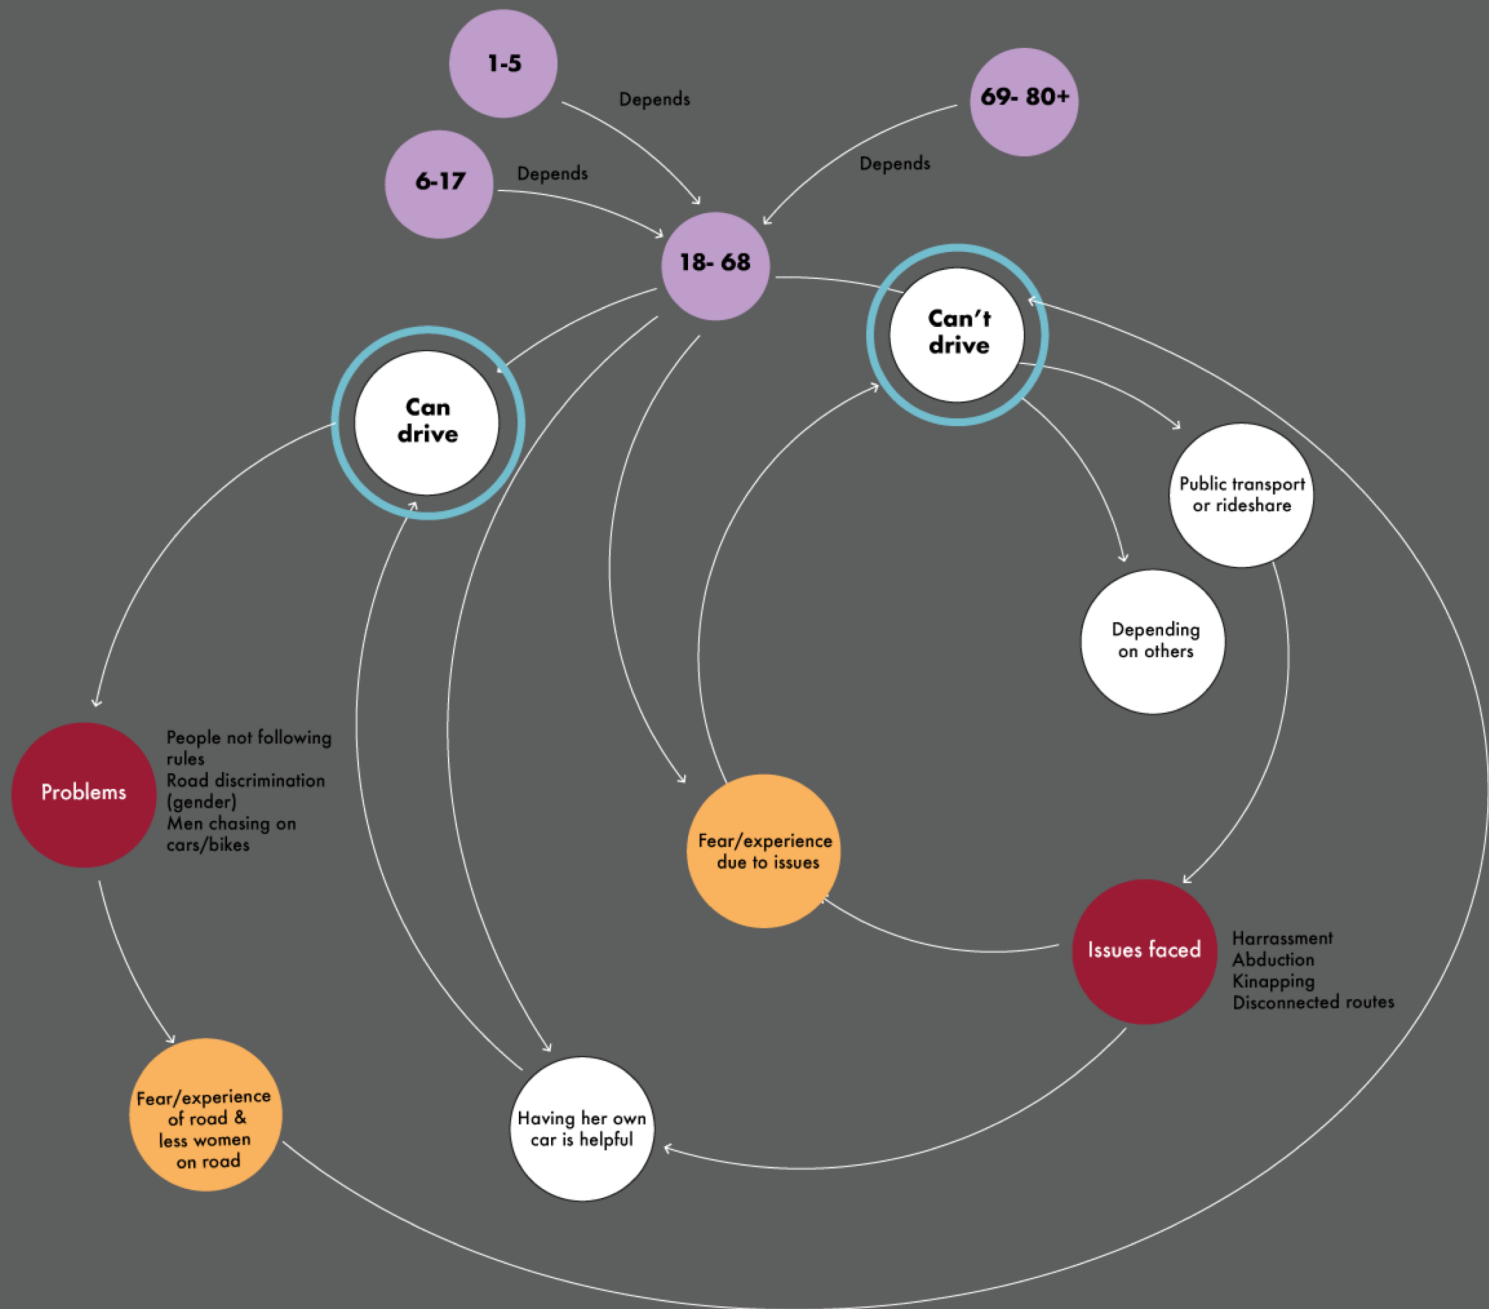 1-5
Depends
69- 80+
6-17
Depends
Depends
18- 68
Can't
drive
Can
drive
Public transport
or rideshare
Depending
on others
Problems
People not following
rules
Road discrimination
(gender)
Men chasing on
cars/bikes
Fear/experience
due to issues
Issues faced
Harrassment
Abduction
Kinapping
Disconnected routes
Fear/experience
of road &
less women
on road
Having her own
car is helpful